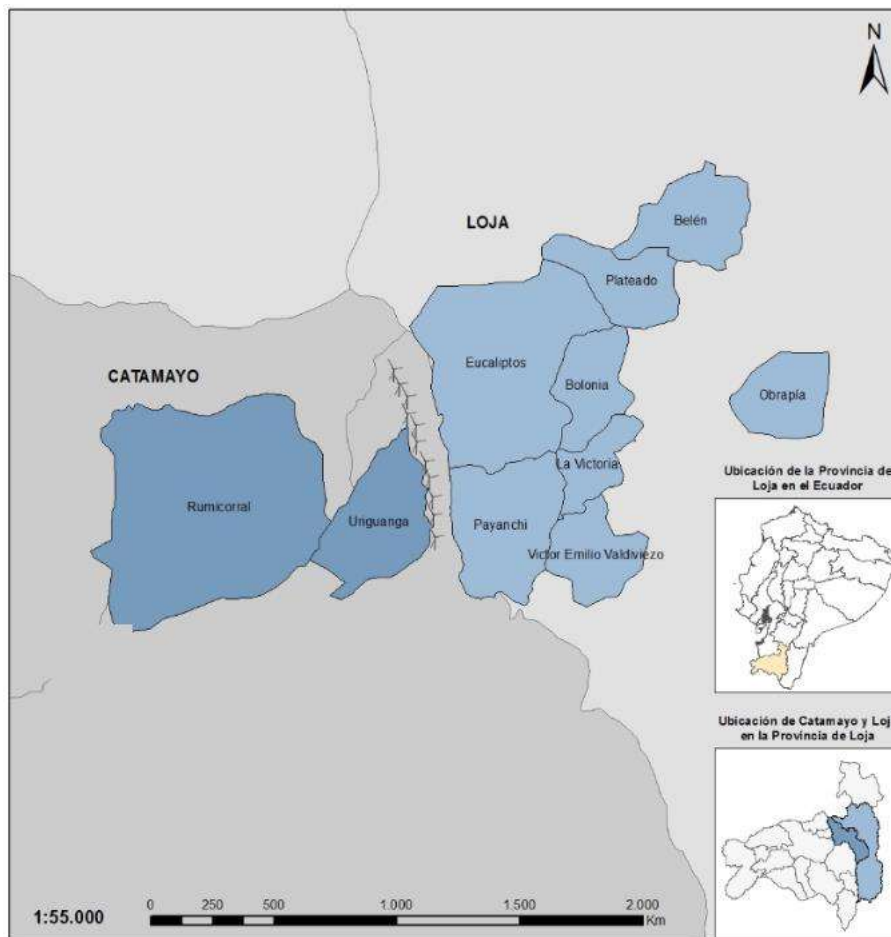 N
Belén
LOJA
Plateado
Eucaliptos
Bolonia
CATAMAYO
Obrapía
La Victoria
Ubicación de la Provincia de
Loja en el Ecuador
Rumicorral
Uriguanga
Payanchi
Victor Emilio Valdiviezo
Ubicación de Catamayo y Loj
en la Provincia de Loja
0 250 500 1.000 1.500 2.000
Km
1:55.000